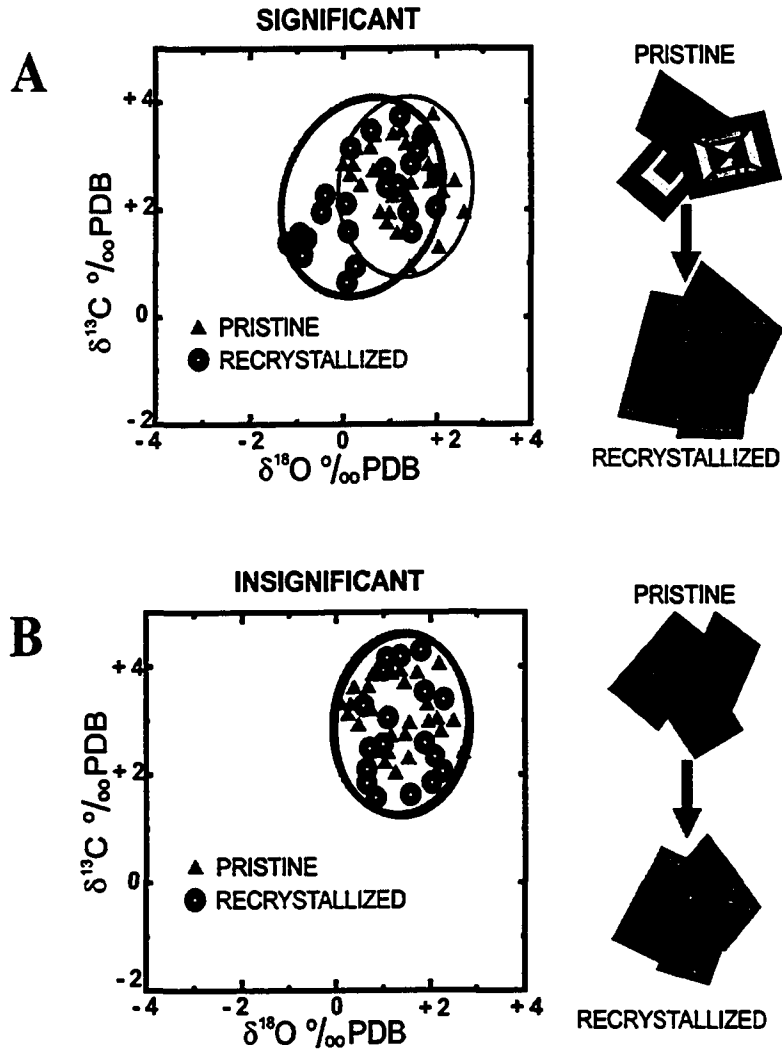 SIGNIFICANT
A
PRISTINE
+4
+2
0
-2
δ¹³C ‰PDB
▲ PRISTINE
RECRYSTALLIZED
-4
-2
0
+2
+4
δ¹⁸O ‰PDB
RECRYSTALLIZED
INSIGNIFICANT
B
PRISTINE
+4
+2
0
-2
δ¹³C ‰PDB
▲ PRISTINE
RECRYSTALLIZED
-4
-2
0
+2
+4
δ¹⁸O ‰PDB
RECRYSTALLIZED